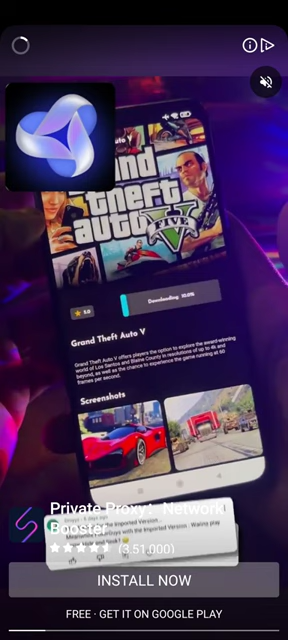 grand
theft
auto V
FIVE
5.0
Downloading: 10.0%
Grand Theft Auto V
Grand Theft Auto V offers players the option to explore the award-winning
world of Los Santos and Blaine County in resolutions of up to 4k and
beyond, as well as the chance to experience the game running at 60
frames per second.
Screenshots
Private Proxy: Network
Booster
(3,51,000)
INSTALL NOW
FREE · GET IT ON GOOGLE PLAY